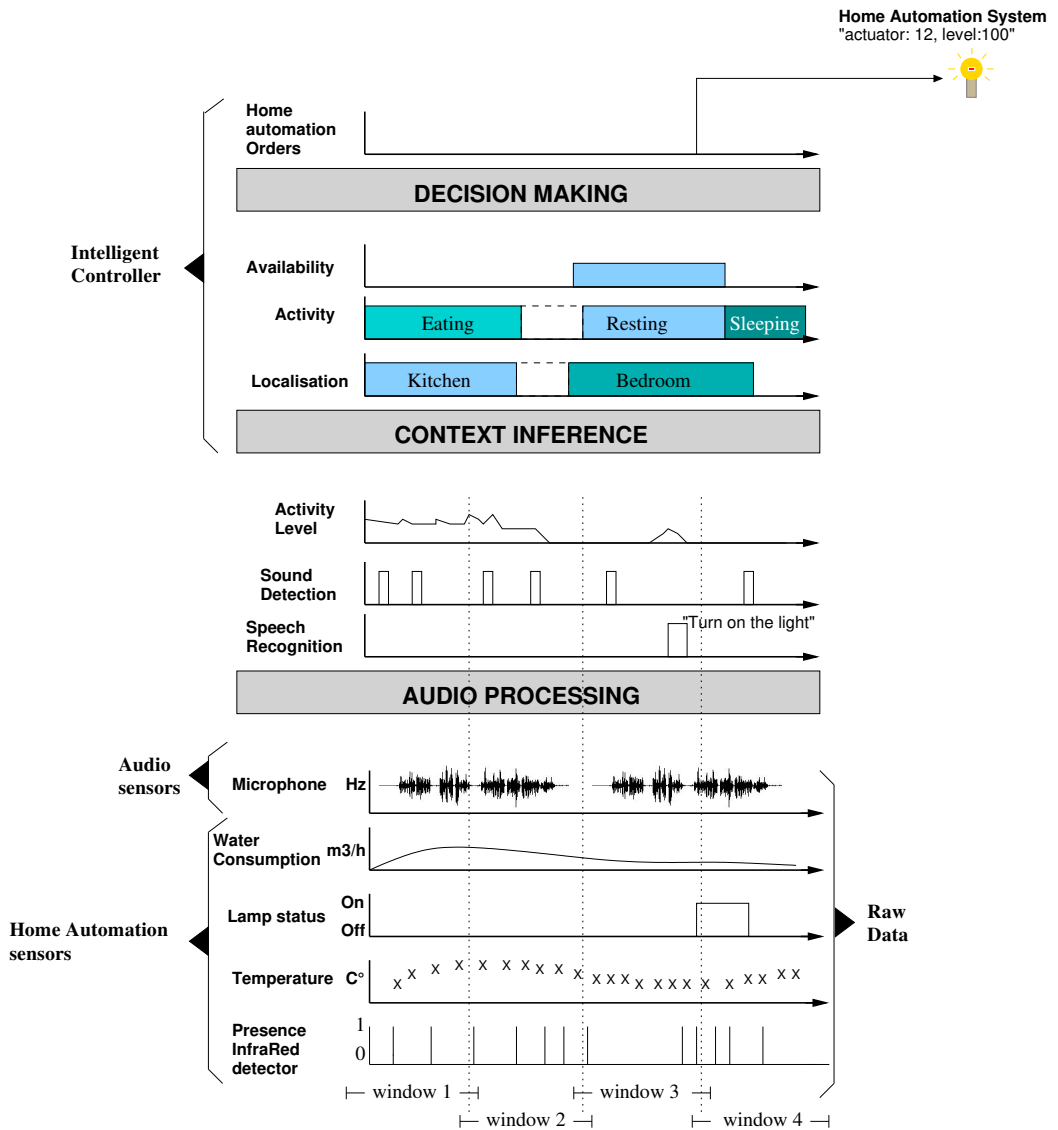 Home Automation System
"actuator: 12, level:100"
Home
automation
Orders
DECISION MAKING
Intelligent
Controller
Availability
Activity
Eating
Resting
Sleeping
Localisation
Kitchen
Bedroom
CONTEXT INFERENCE
Activity
Level
Sound
Detection
Speech
Recognition
"Turn on the light"
AUDIO PROCESSING
Audio
sensors
Microphone
Hz
Water
Consumption
m3/h
Lamp status
On
Off
Home Automation
sensors
Raw
Data
Temperature
C°
x x x x x x x x x x x x x x x x x x x x x x x x
Presence
InfraRed
detector
1
0
window 1
window 3
window 2
window 4